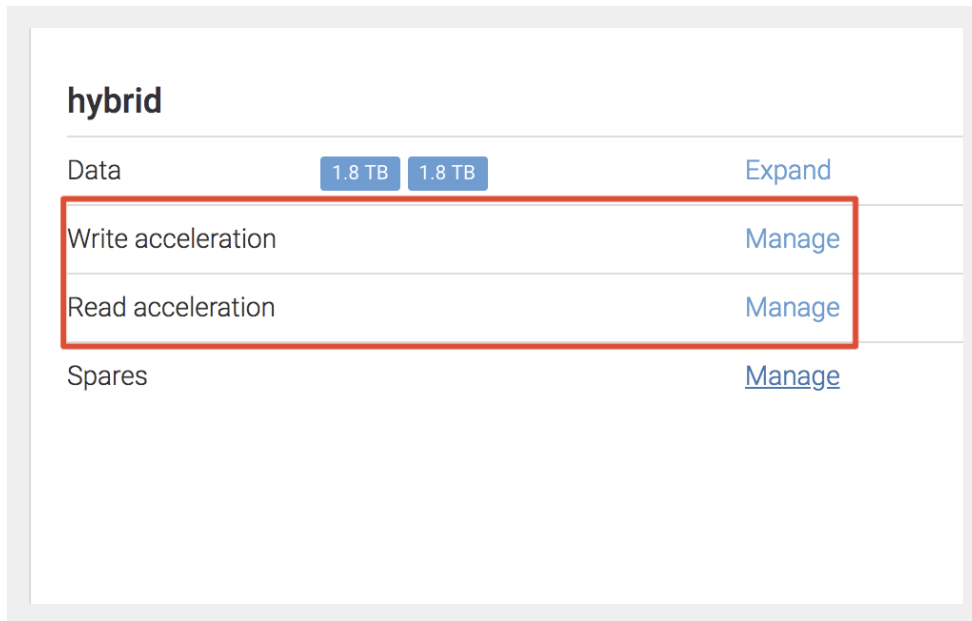 hybrid
Data 1.8 TB 1.8 TB Expand
Write acceleration Manage
Read acceleration Manage
Spares Manage